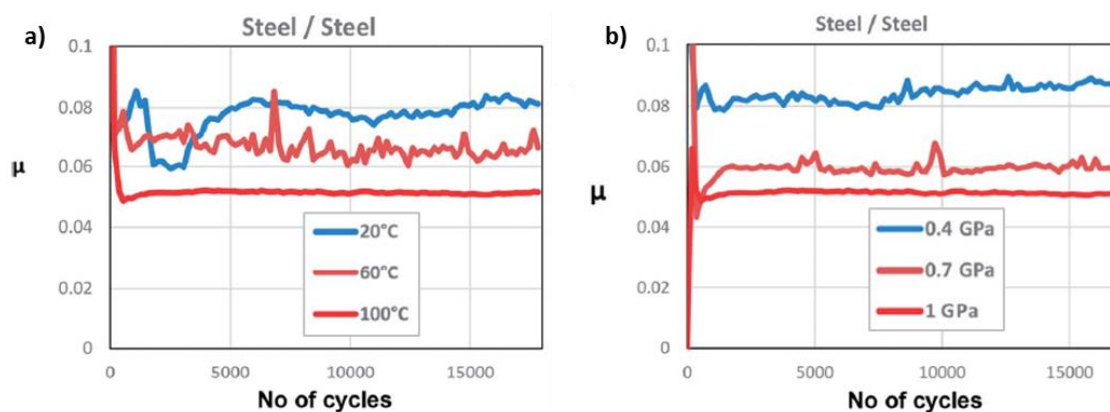 a)
Steel / Steel
0.1
0.08
0.06
0.04
0.02
0
μ
20°C
60°C
100°C
0
5000
10000
15000
No of cycles
b)
Steel / Steel
0.1
0.08
0.06
0.04
0.02
0
μ
0.4 GPa
0.7 GPa
1 GPa
0
5000
10000
15000
No of cycles